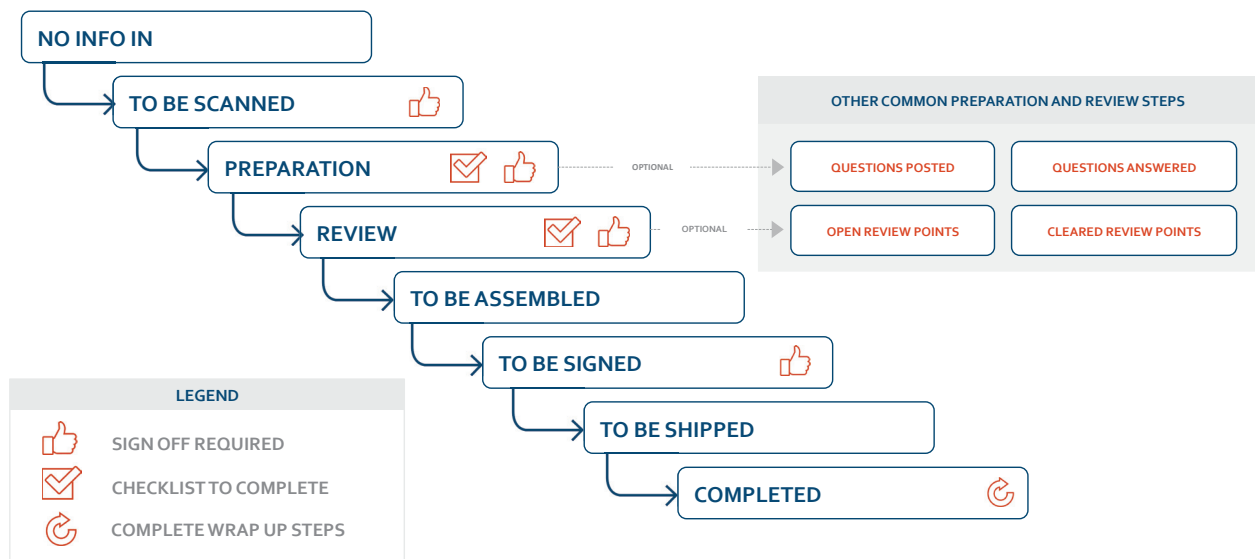 NO INFO IN
TO BE SCANNED
OTHER COMMON PREPARATION AND REVIEW STEPS
PREPARATION
OPTIONAL
QUESTIONS POSTED
QUESTIONS ANSWERED
REVIEW
OPTIONAL
OPEN REVIEW POINTS
CLEARED REVIEW POINTS
TO BE ASSEMBLED
TO BE SIGNED
LEGEND
SIGN OFF REQUIRED
TO BE SHIPPED
CHECKLIST TO COMPLETE
COMPLETED
COMPLETE WRAP UP STEPS